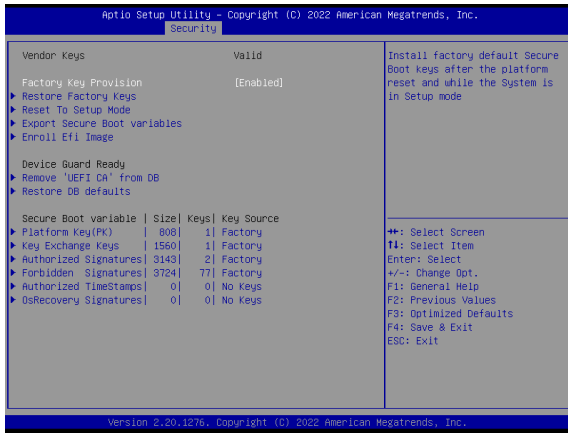 Aptio Setup Utility – Copyright (C) 2022 American Megatrends, Inc.
Security
Vendor Keys Valid
Factory Key Provision [Enabled]
Restore Factory Keys
Reset To Setup Mode
Export Secure Boot variables
Enroll Efi Image
Device Guard Ready
Remove 'UEFI CA' from DB
Restore DB defaults
Secure Boot variable | Size| Keys| Key Source
Platform Key(PK) | 808| 1| Factory
Key Exchange Keys | 1560| 1| Factory
Authorized Signatures| 3143| 2| Factory
Forbidden Signatures| 3724| 77| Factory
Authorized TimeStamps| 0| 0| No Keys
OsRecovery Signatures| 0| 0| No Keys
Install factory default Secure
Boot keys after the platform
reset and while the System is
in Setup mode
→←: Select Screen
↑↓: Select Item
Enter: Select
+/-: Change Opt.
F1: General Help
F2: Previous Values
F3: Optimized Defaults
F4: Save & Exit
ESC: Exit
Version 2.20.1276. Copyright (C) 2022 American Megatrends, Inc.